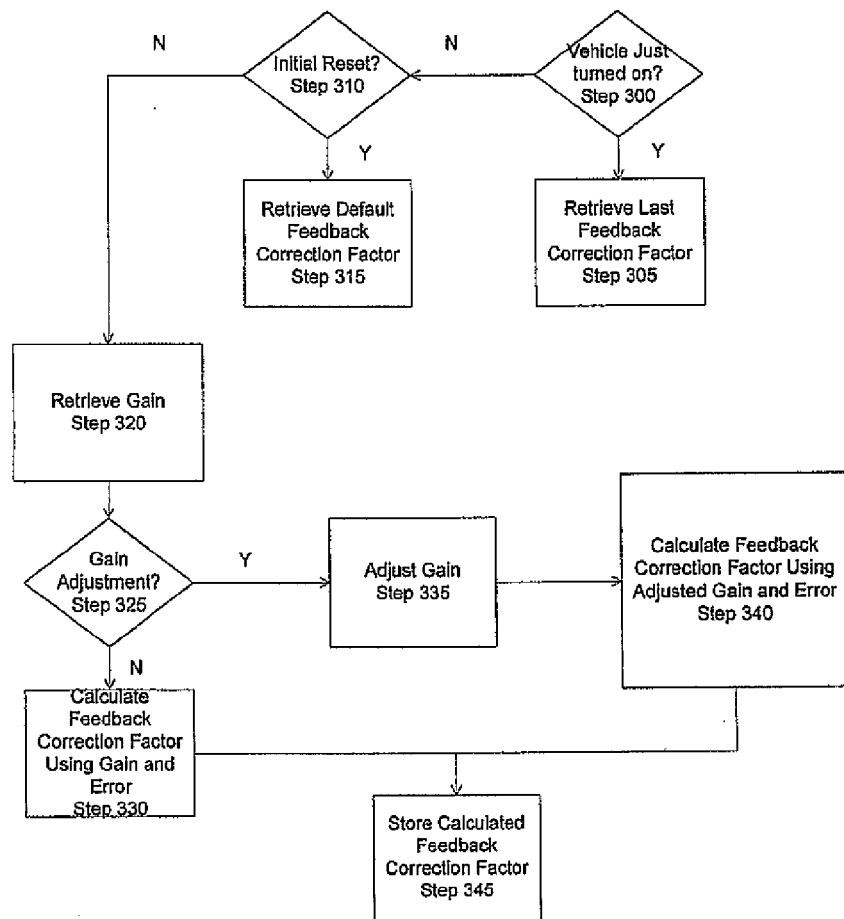 N
N
Initial Reset?
Step 310
Vehicle Just
turned on?
Step 300
Y
Y
Retrieve Default
Feedback
Correction Factor
Step 315
Retrieve Last
Feedback
Correction Factor
Step 305
Retrieve Gain
Step 320
Gain
Adjustment?
Step 325
Y
Adjust Gain
Step 335
Calculate Feedback
Correction Factor Using
Adjusted Gain and Error
Step 340
N
Calculate
Feedback
Correction Factor
Using Gain and
Error
Step 330
Store Calculated
Feedback
Correction Factor
Step 345